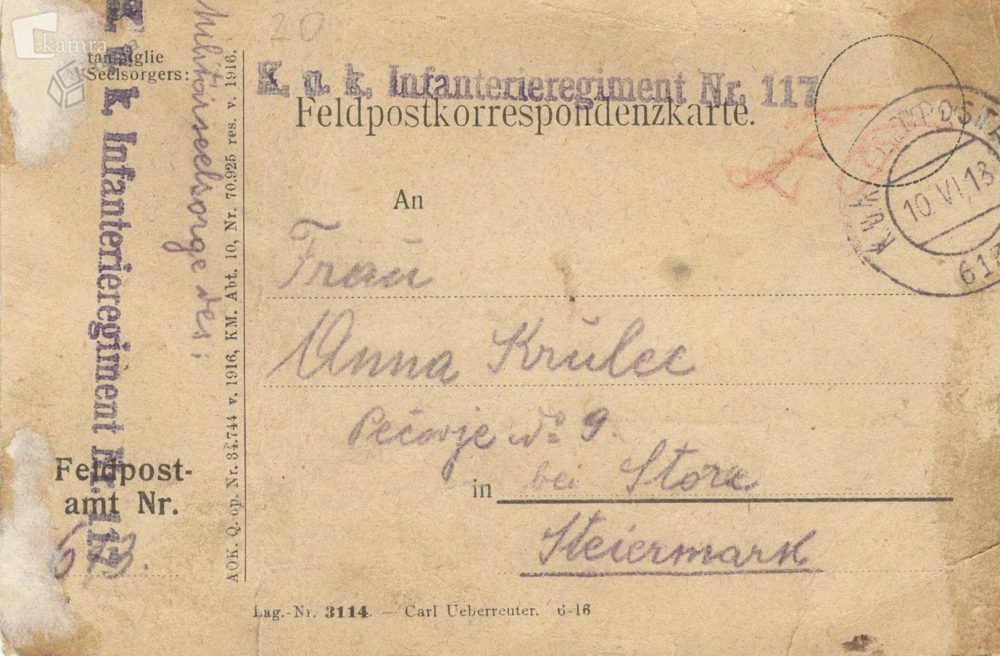 kamra
20
K. u. k. Infanterieregiment Nr. 117
Feldpostkorrespondenzkarte.
K.u.K.
10. VI. 18
An
Frau
Anna Krulec
Pečovje No 9.
in bei Store
Steiermark
Seelsorgers:
Militärseelsorge des:
K. u. k. Infanterieregiment Nr. 117
Feldpost-
amt Nr.
613.
AOK. Q. op. Nr. 34.744 v. 1916, KM. Abt. 10, Nr. 70.925 res. v. 1916.
Lag.-Nr. 3114. — Carl Ueberreuter. 6-16